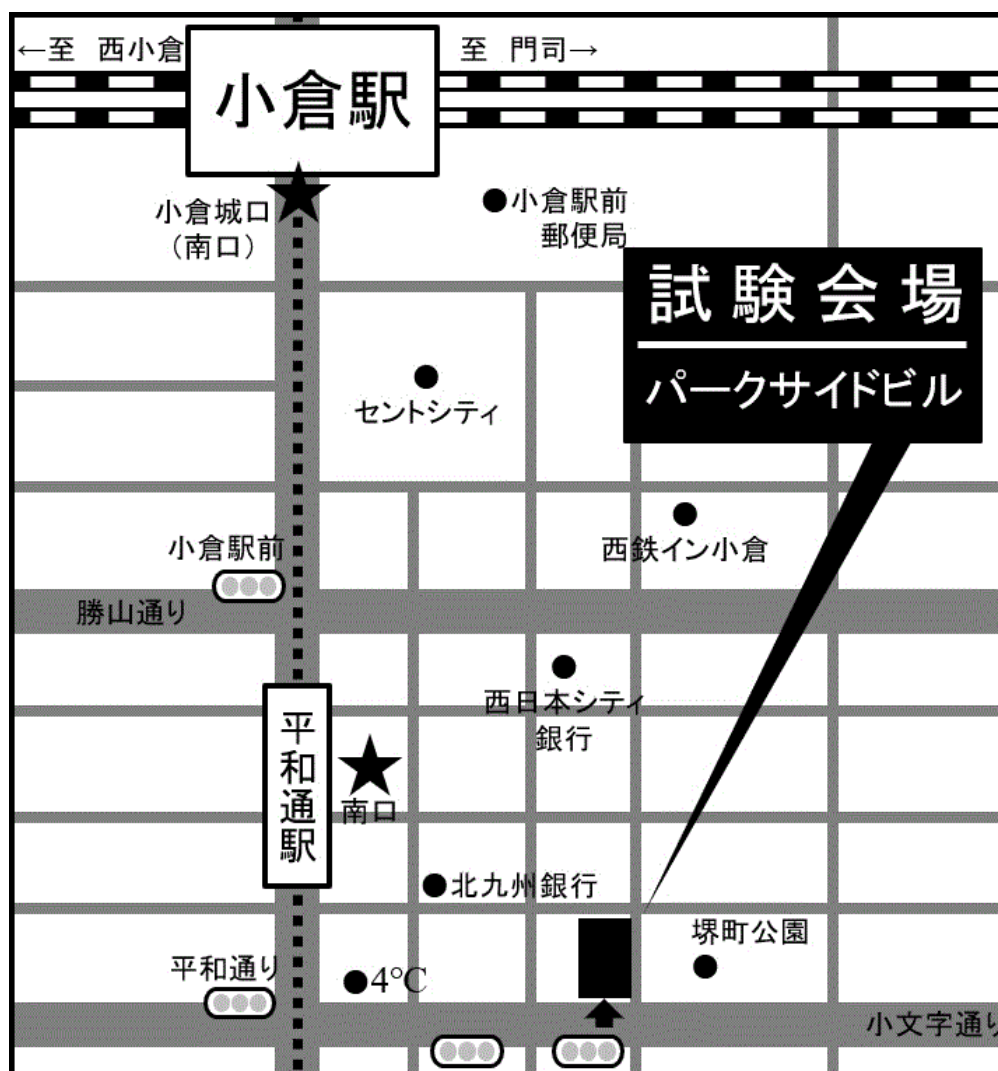 ←至 西小倉
至 門司→
小倉駅
小倉城口
（南口）
小倉駅前
郵便局
試験会場
パークサイドビル
セントシティ
西鉄イン小倉
小倉駅前
勝山通り
西日本シティ
銀行
平和通駅
南口
北九州銀行
堺町公園
平和通り
4℃
小文字通り